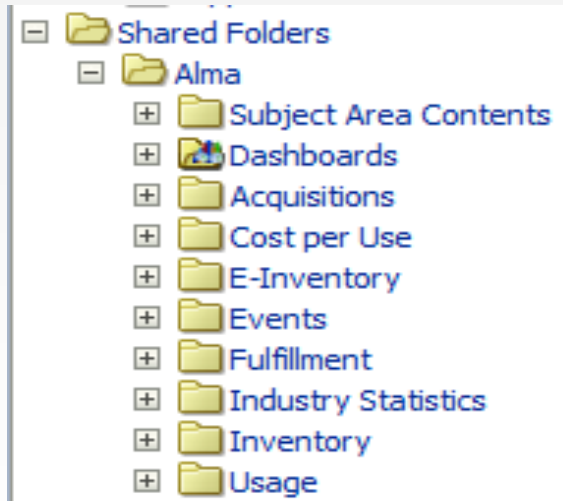 Shared Folders
Alma
Subject Area Contents
Dashboards
Acquisitions
Cost per Use
E-Inventory
Events
Fulfillment
Industry Statistics
Inventory
Usage